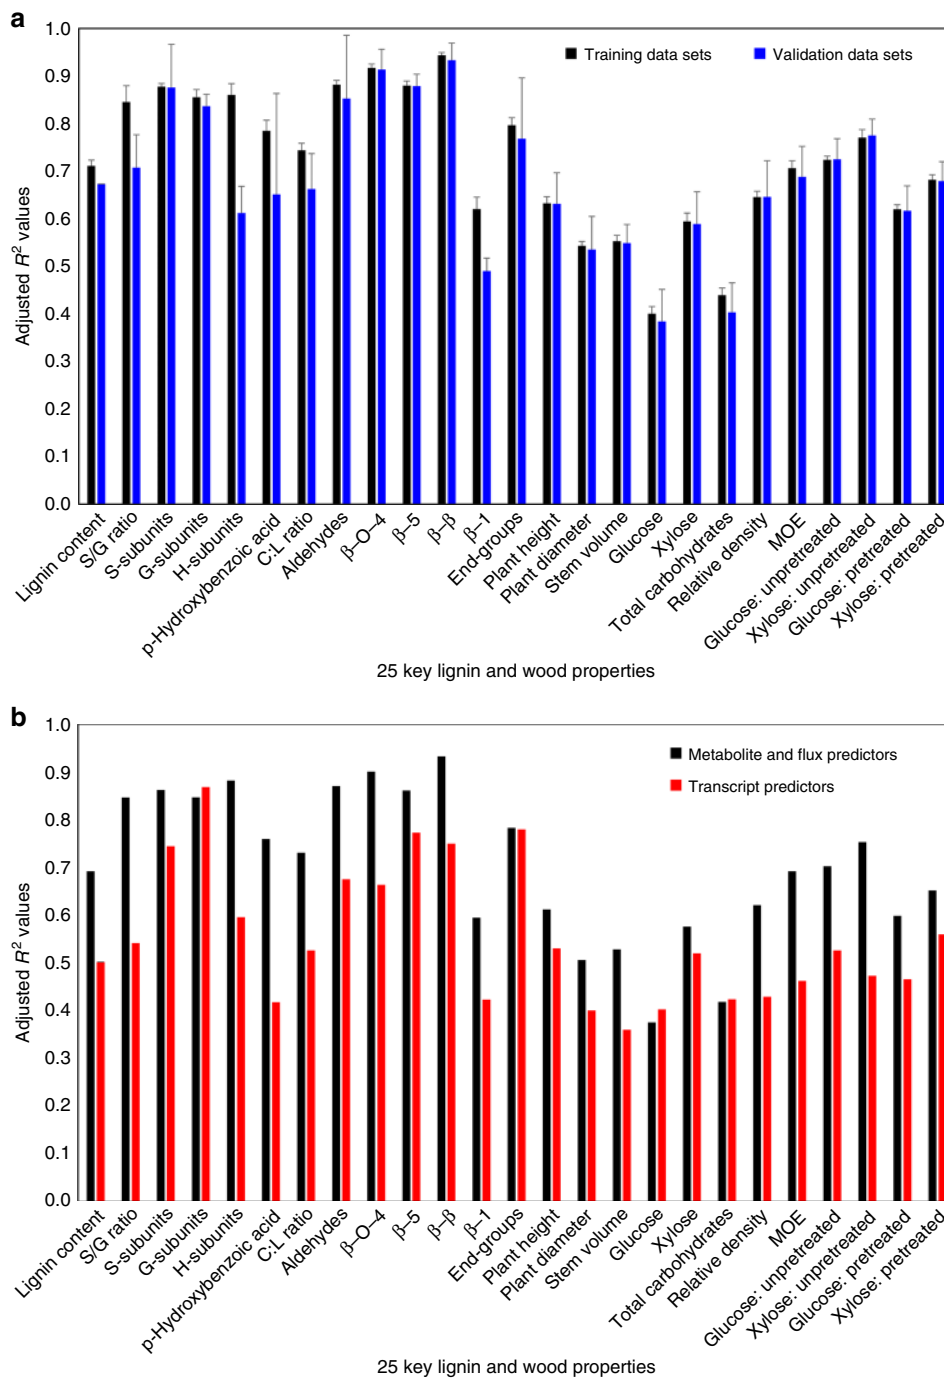 a
1.0
0.9
0.8
0.7
0.6
0.5
0.4
0.3
0.2
0.1
0.0
Adjusted R² values
Training data sets
Validation data sets
Lignin content
S/G ratio
S-subunits
G-subunits
H-subunits
p-Hydroxybenzoic acid
C:L ratio
Aldehydes
β–O–4
β–5
β–β
β–1
End-groups
Plant height
Plant diameter
Stem volume
Glucose
Xylose
Total carbohydrates
Relative density
MOE
Glucose: unpretreated
Xylose: unpretreated
Glucose: pretreated
Xylose: pretreated
25 key lignin and wood properties
b
1.0
0.9
0.8
0.7
0.6
0.5
0.4
0.3
0.2
0.1
0.0
Adjusted R² values
Metabolite and flux predictors
Transcript predictors
Lignin content
S/G ratio
S-subunits
G-subunits
H-subunits
p-Hydroxybenzoic acid
C:L ratio
Aldehydes
β–O–4
β–5
β–β
β–1
End-groups
Plant height
Plant diameter
Stem volume
Glucose
Xylose
Total carbohydrates
Relative density
MOE
Glucose: unpretreated
Xylose: unpretreated
Glucose: pretreated
Xylose: pretreated
25 key lignin and wood properties